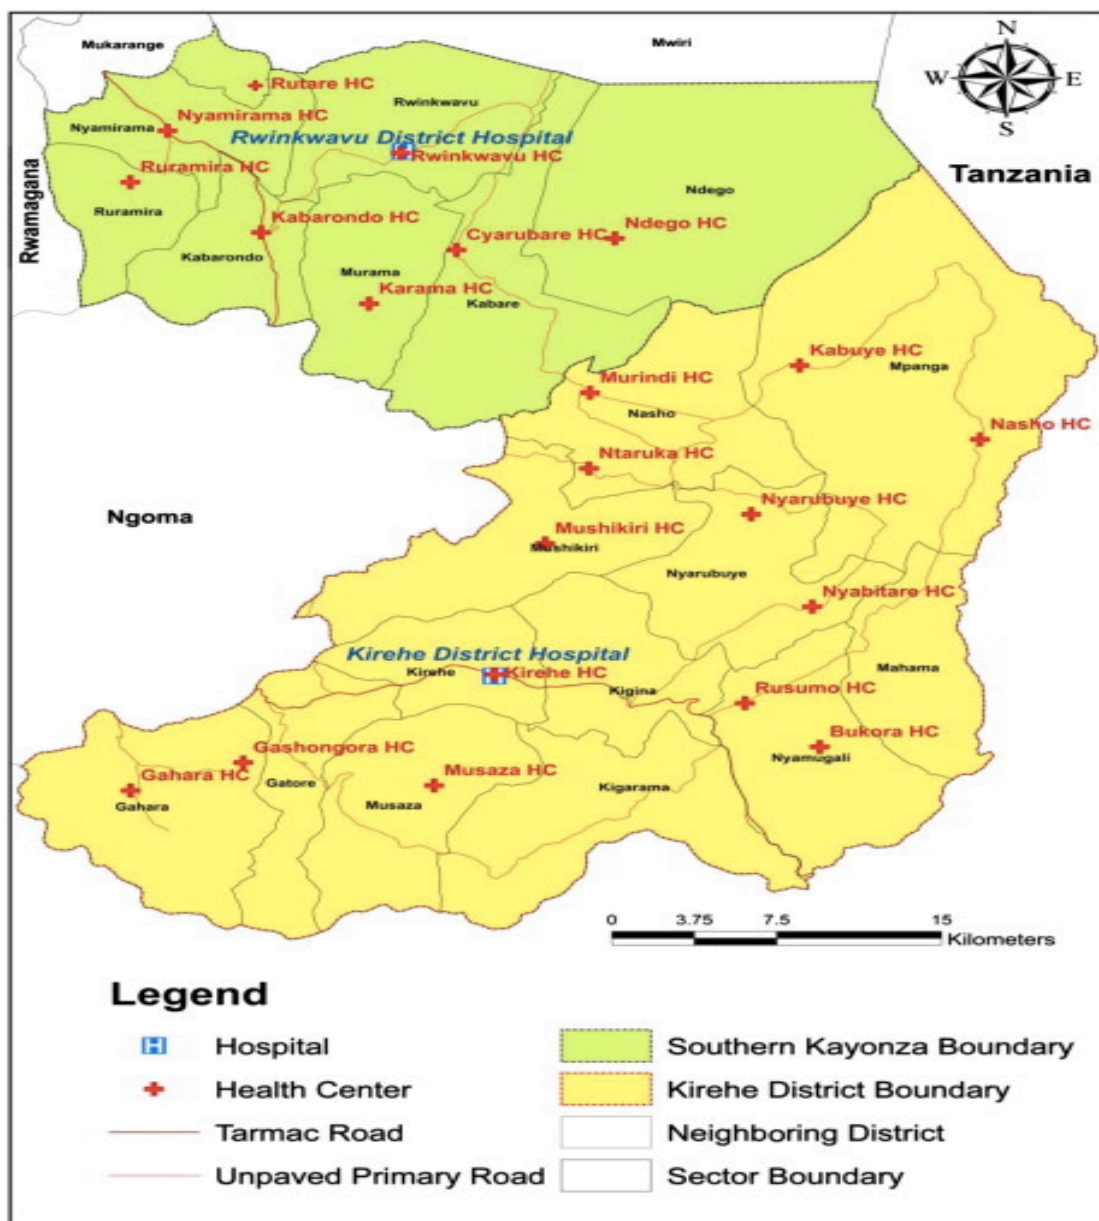 Mukarange
Mwiri
N
W
E
S
Rutare HC
Rwinkwavu
Nyamirama HC
Nyamirama
Rwinkwavu District Hospital
Rwinkwavu HC
Ruramira HC
Tanzania
Ndego
Ruramira
Rwamagana
Kabarondo HC
Ndego HC
Cyarubare HC
Kabarondo
Murama
Karama HC
Kabare
Kabuye HC
Mpanga
Murindi HC
Nasho
Nasho HC
Ntaruka HC
Nyarubuye HC
Ngoma
Mushikiri HC
Mushikiri
Nyarubuye
Nyabitare HC
Kirehe District Hospital
Kirehe
Kirehe HC
Mahama
Kigina
Rusumo HC
Bukora HC
Nyamugali
Gashongora HC
Gahara HC
Gatore
Musaza HC
Kigarama
Gahara
Musaza
0 3.75 7.5 15
Kilometers
Legend
Hospital
Health Center
Tarmac Road
Unpaved Primary Road
Southern Kayonza Boundary
Kirehe District Boundary
Neighboring District
Sector Boundary